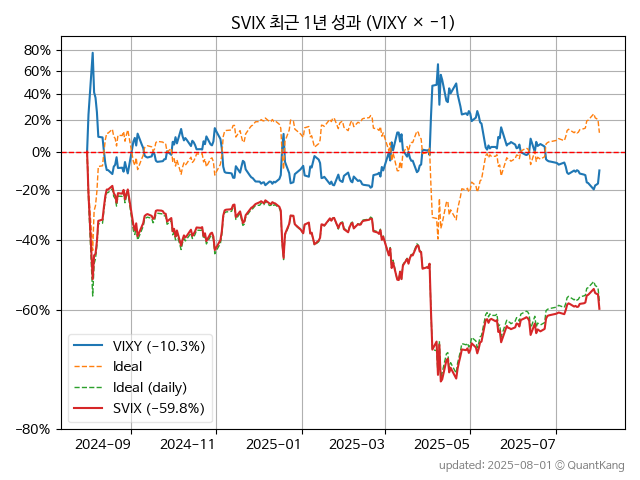 SVIX 최근 1년 성과 (VIXY × −1)
80%
60%
40%
20%
0%
−20%
−40%
−60%
−80%
VIXY (−10.3%)
Ideal
Ideal (daily)
SVIX (−59.8%)
2024-09 2024-11 2025-01 2025-03 2025-05 2025-07
updated: 2025-08-01 © QuantKang